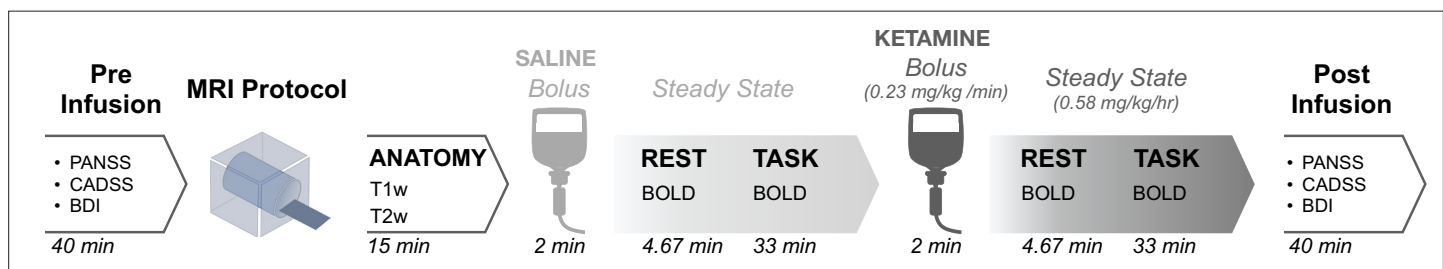 Pre
Infusion
• PANSS
• CADSS
• BDI
40 min
MRI Protocol
ANATOMY
T1w
T2w
15 min
SALINE
Bolus
2 min
Steady State
REST TASK
BOLD BOLD
4.67 min 33 min
KETAMINE
Bolus
(0.23 mg/kg /min)
2 min
Steady State
(0.58 mg/kg/hr)
REST TASK
BOLD BOLD
4.67 min 33 min
Post
Infusion
• PANSS
• CADSS
• BDI
40 min